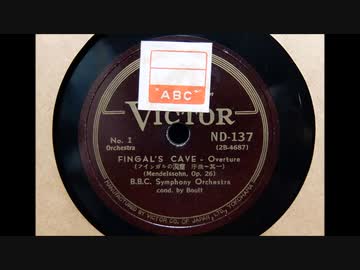 "ABC"
VICTOR
No. 1
Orchestra
ND-137
(2B-4687)
FINGAL'S CAVE - Overture
(フィンガルの洞窟 序曲~其一)
(Mendelssohn, Op. 26)
B.B.C. Symphony Orchestra
cond. by Boult
MANUFACTURED BY VICTOR CO. OF JAPAN, LTD., YOKOHAMA